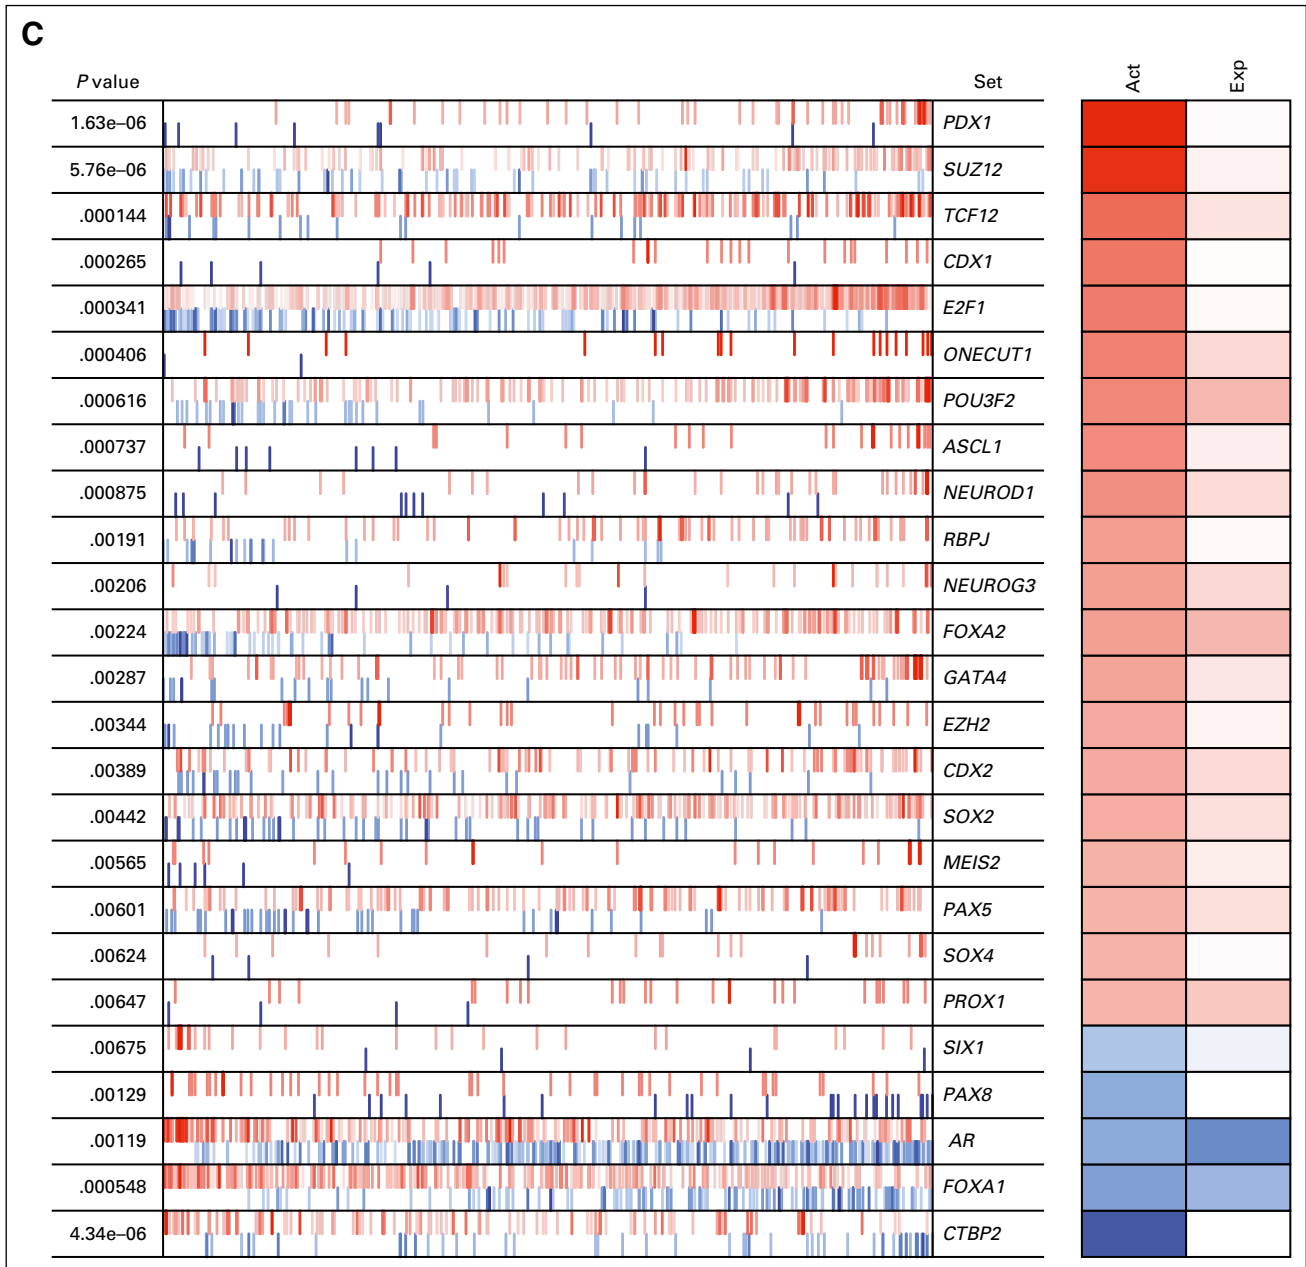 C
P value Set Act Exp
1.63e–06 PDX1
5.76e–06 SUZ12
.000144 TCF12
.000265 CDX1
.000341 E2F1
.000406 ONECUT1
.000616 POU3F2
.000737 ASCL1
.000875 NEUROD1
.00191 RBPJ
.00206 NEUROG3
.00224 FOXA2
.00287 GATA4
.00344 EZH2
.00389 CDX2
.00442 SOX2
.00565 MEIS2
.00601 PAX5
.00624 SOX4
.00647 PROX1
.00675 SIX1
.00129 PAX8
.00119 AR
.000548 FOXA1
4.34e–06 CTBP2